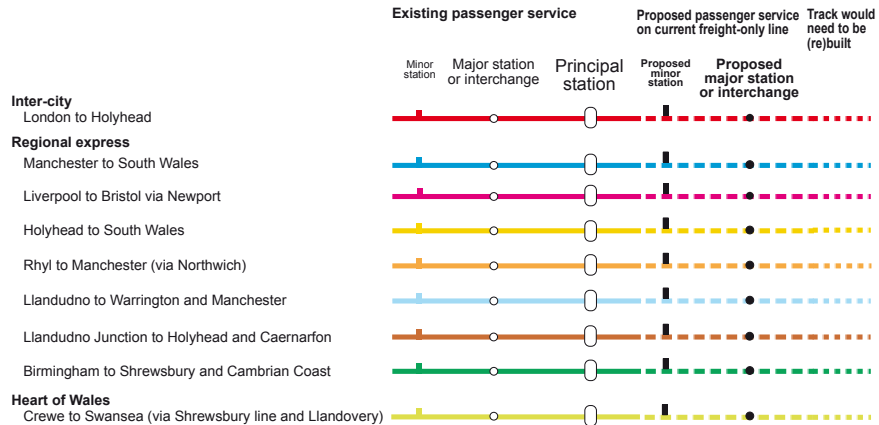 Existing passenger service
Proposed passenger service
on current freight-only line
Track would
need to be
(re)built
Minor
station
Major station
or interchange
Principal
station
Proposed
minor
station
Proposed
major station
or interchange
Inter-city
London to Holyhead
Regional express
Manchester to South Wales
Liverpool to Bristol via Newport
Holyhead to South Wales
Rhyl to Manchester (via Northwich)
Llandudno to Warrington and Manchester
Llandudno Junction to Holyhead and Caernarfon
Birmingham to Shrewsbury and Cambrian Coast
Heart of Wales
Crewe to Swansea (via Shrewsbury line and Llandovery)